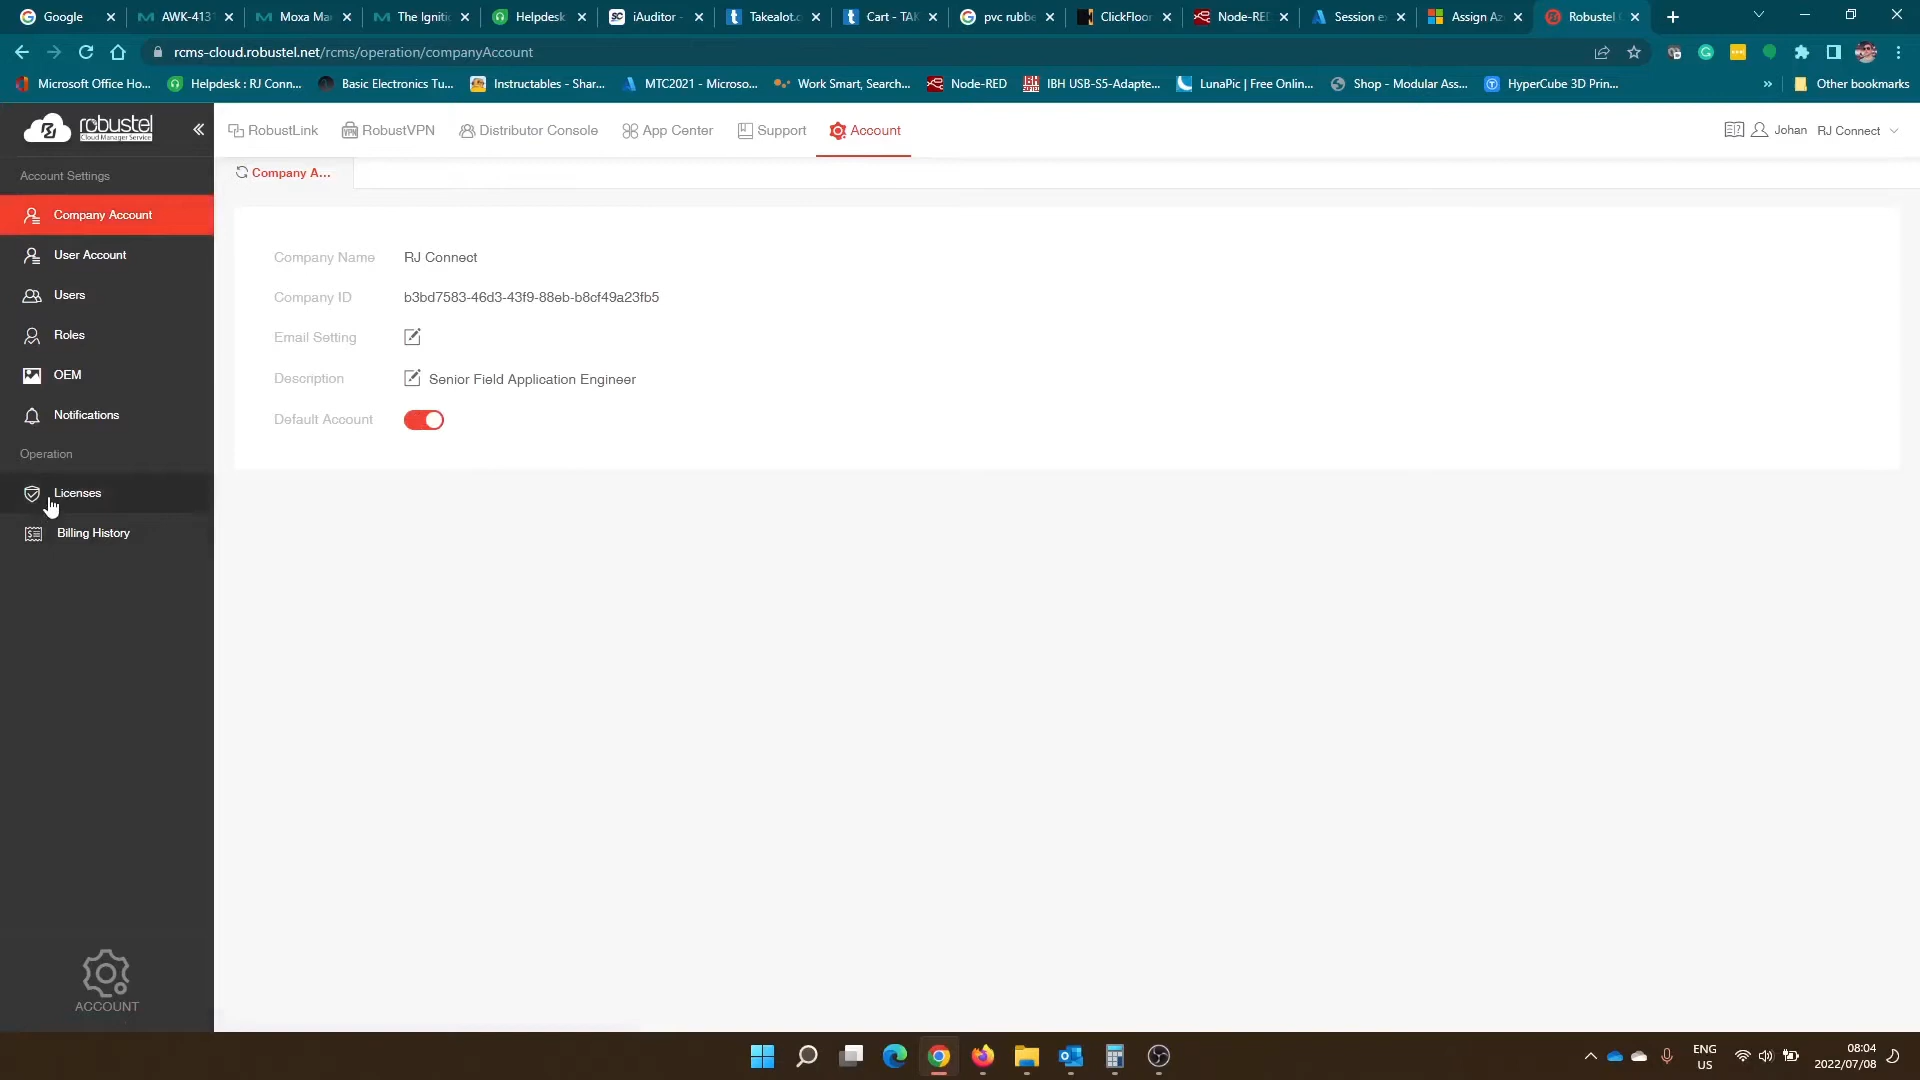 Google
AWK-413
Moxa Ma
The Igniti
Helpdesk
iAuditor -
Takealot.c
Cart - TAK
pvc rubbe
ClickFloor
Node-RE
Session e
Assign Az
Robustel
rcms-cloud.robustel.net/rcms/operation/companyAccount
Microsoft Office Ho...
Helpdesk : RJ Conn...
Basic Electronics Tu...
Instructables - Shar...
MTC2021 - Microso...
Work Smart, Search...
Node-RED
IBH USB-S5-Adapte...
LunaPic | Free Onlin...
Shop - Modular Ass...
HyperCube 3D Prin...
»
Other bookmarks
robustel
Cloud Manager Service
RobustLink
RobustVPN
Distributor Console
App Center
Support
Account
Johan
RJ Connect
Account Settings
Company A...
Company Account
User Account
Users
Roles
OEM
Notifications
Operation
Licenses
Billing History
ACCOUNT
Company Name RJ Connect
Company ID b3bd7583-46d3-43f9-88eb-b8cf49a23fb5
Email Setting
Description Senior Field Application Engineer
Default Account
ENG
US
08:04
2022/07/08